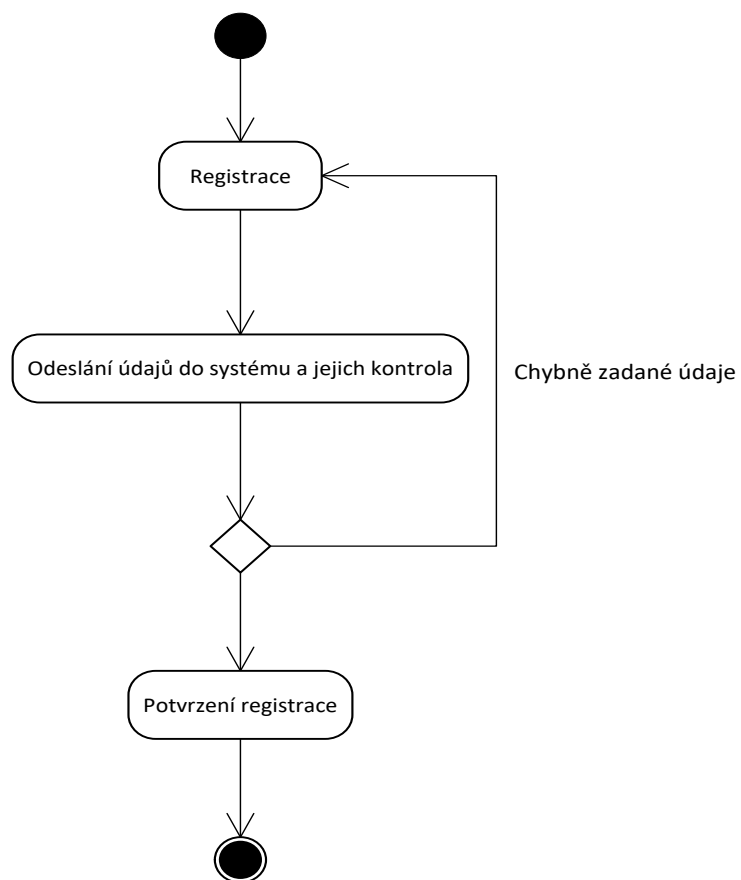 Registrace
Odeslání údajů do systému a jejich kontrola
Chybně zadané údaje
Potvrzení registrace